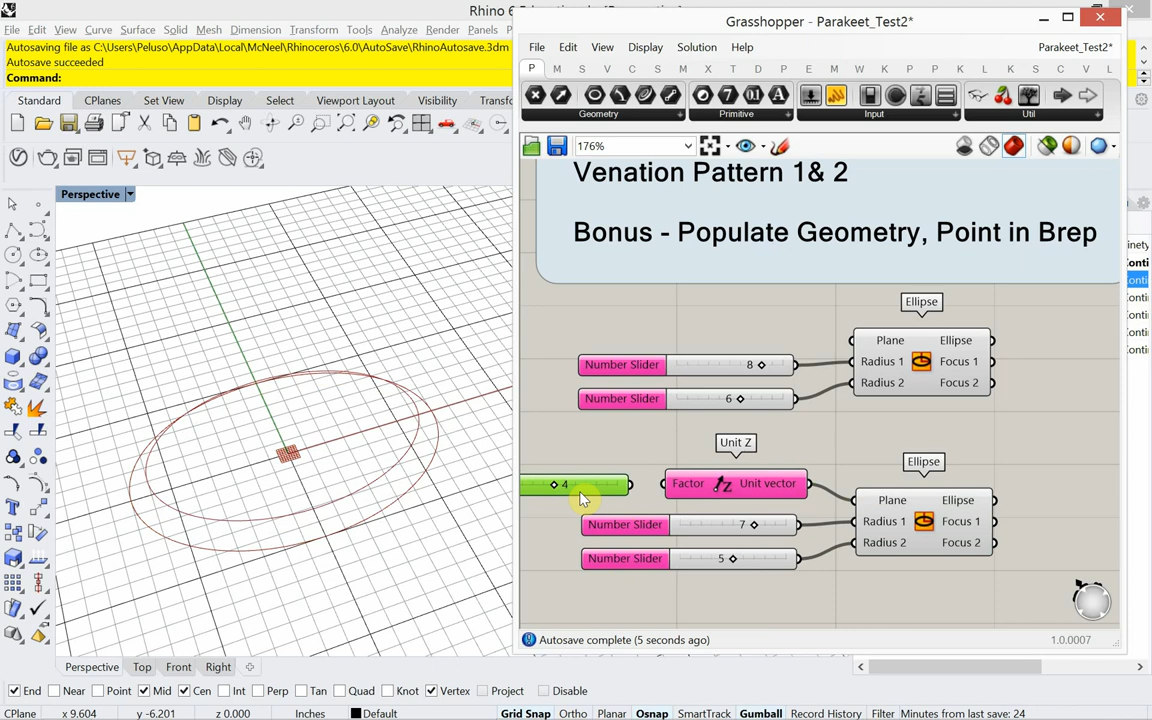 Rhino 6
Grasshopper - Parakeet_Test2*
File Edit View Curve Surface Solid Mesh Dimension Transform Tools Analyze Render Panels
File Edit View Display Solution Help
Parakeet_Test2*
Autosaving file as C:\Users\Peluso\AppData\Local\McNeel\Rhinoceros\6.0\AutoSave\RhinoAutosave.3dm
Autosave succeeded
Command:
P M S V C S M X T D P E M W K P P K L K S C V L
Standard CPlanes Set View Display Select Viewport Layout Visibility Transfo
Geometry Primitive Input Util
176%
Perspective
Venation Pattern 1& 2
Bonus - Populate Geometry, Point in Brep
Ellipse
Plane Ellipse
Number Slider 8 Radius 1 Focus 1
Number Slider 6 Radius 2 Focus 2
Unit Z
Ellipse
4 Factor Unit vector
Plane Ellipse
Number Slider 7 Radius 1 Focus 1
Number Slider 5 Radius 2 Focus 2
inety
Conti
Conti
Conti
Conti
Conti
Conti
Autosave complete (5 seconds ago)
1.0.0007
Perspective Top Front Right
End Near Point Mid Cen Int Perp Tan Quad Knot Vertex Project Disable
CPlane x 9.604 y -6.201 z 0.000 Inches Default Grid Snap Ortho Planar Osnap SmartTrack Gumball Record History Filter Minutes from last save: 24